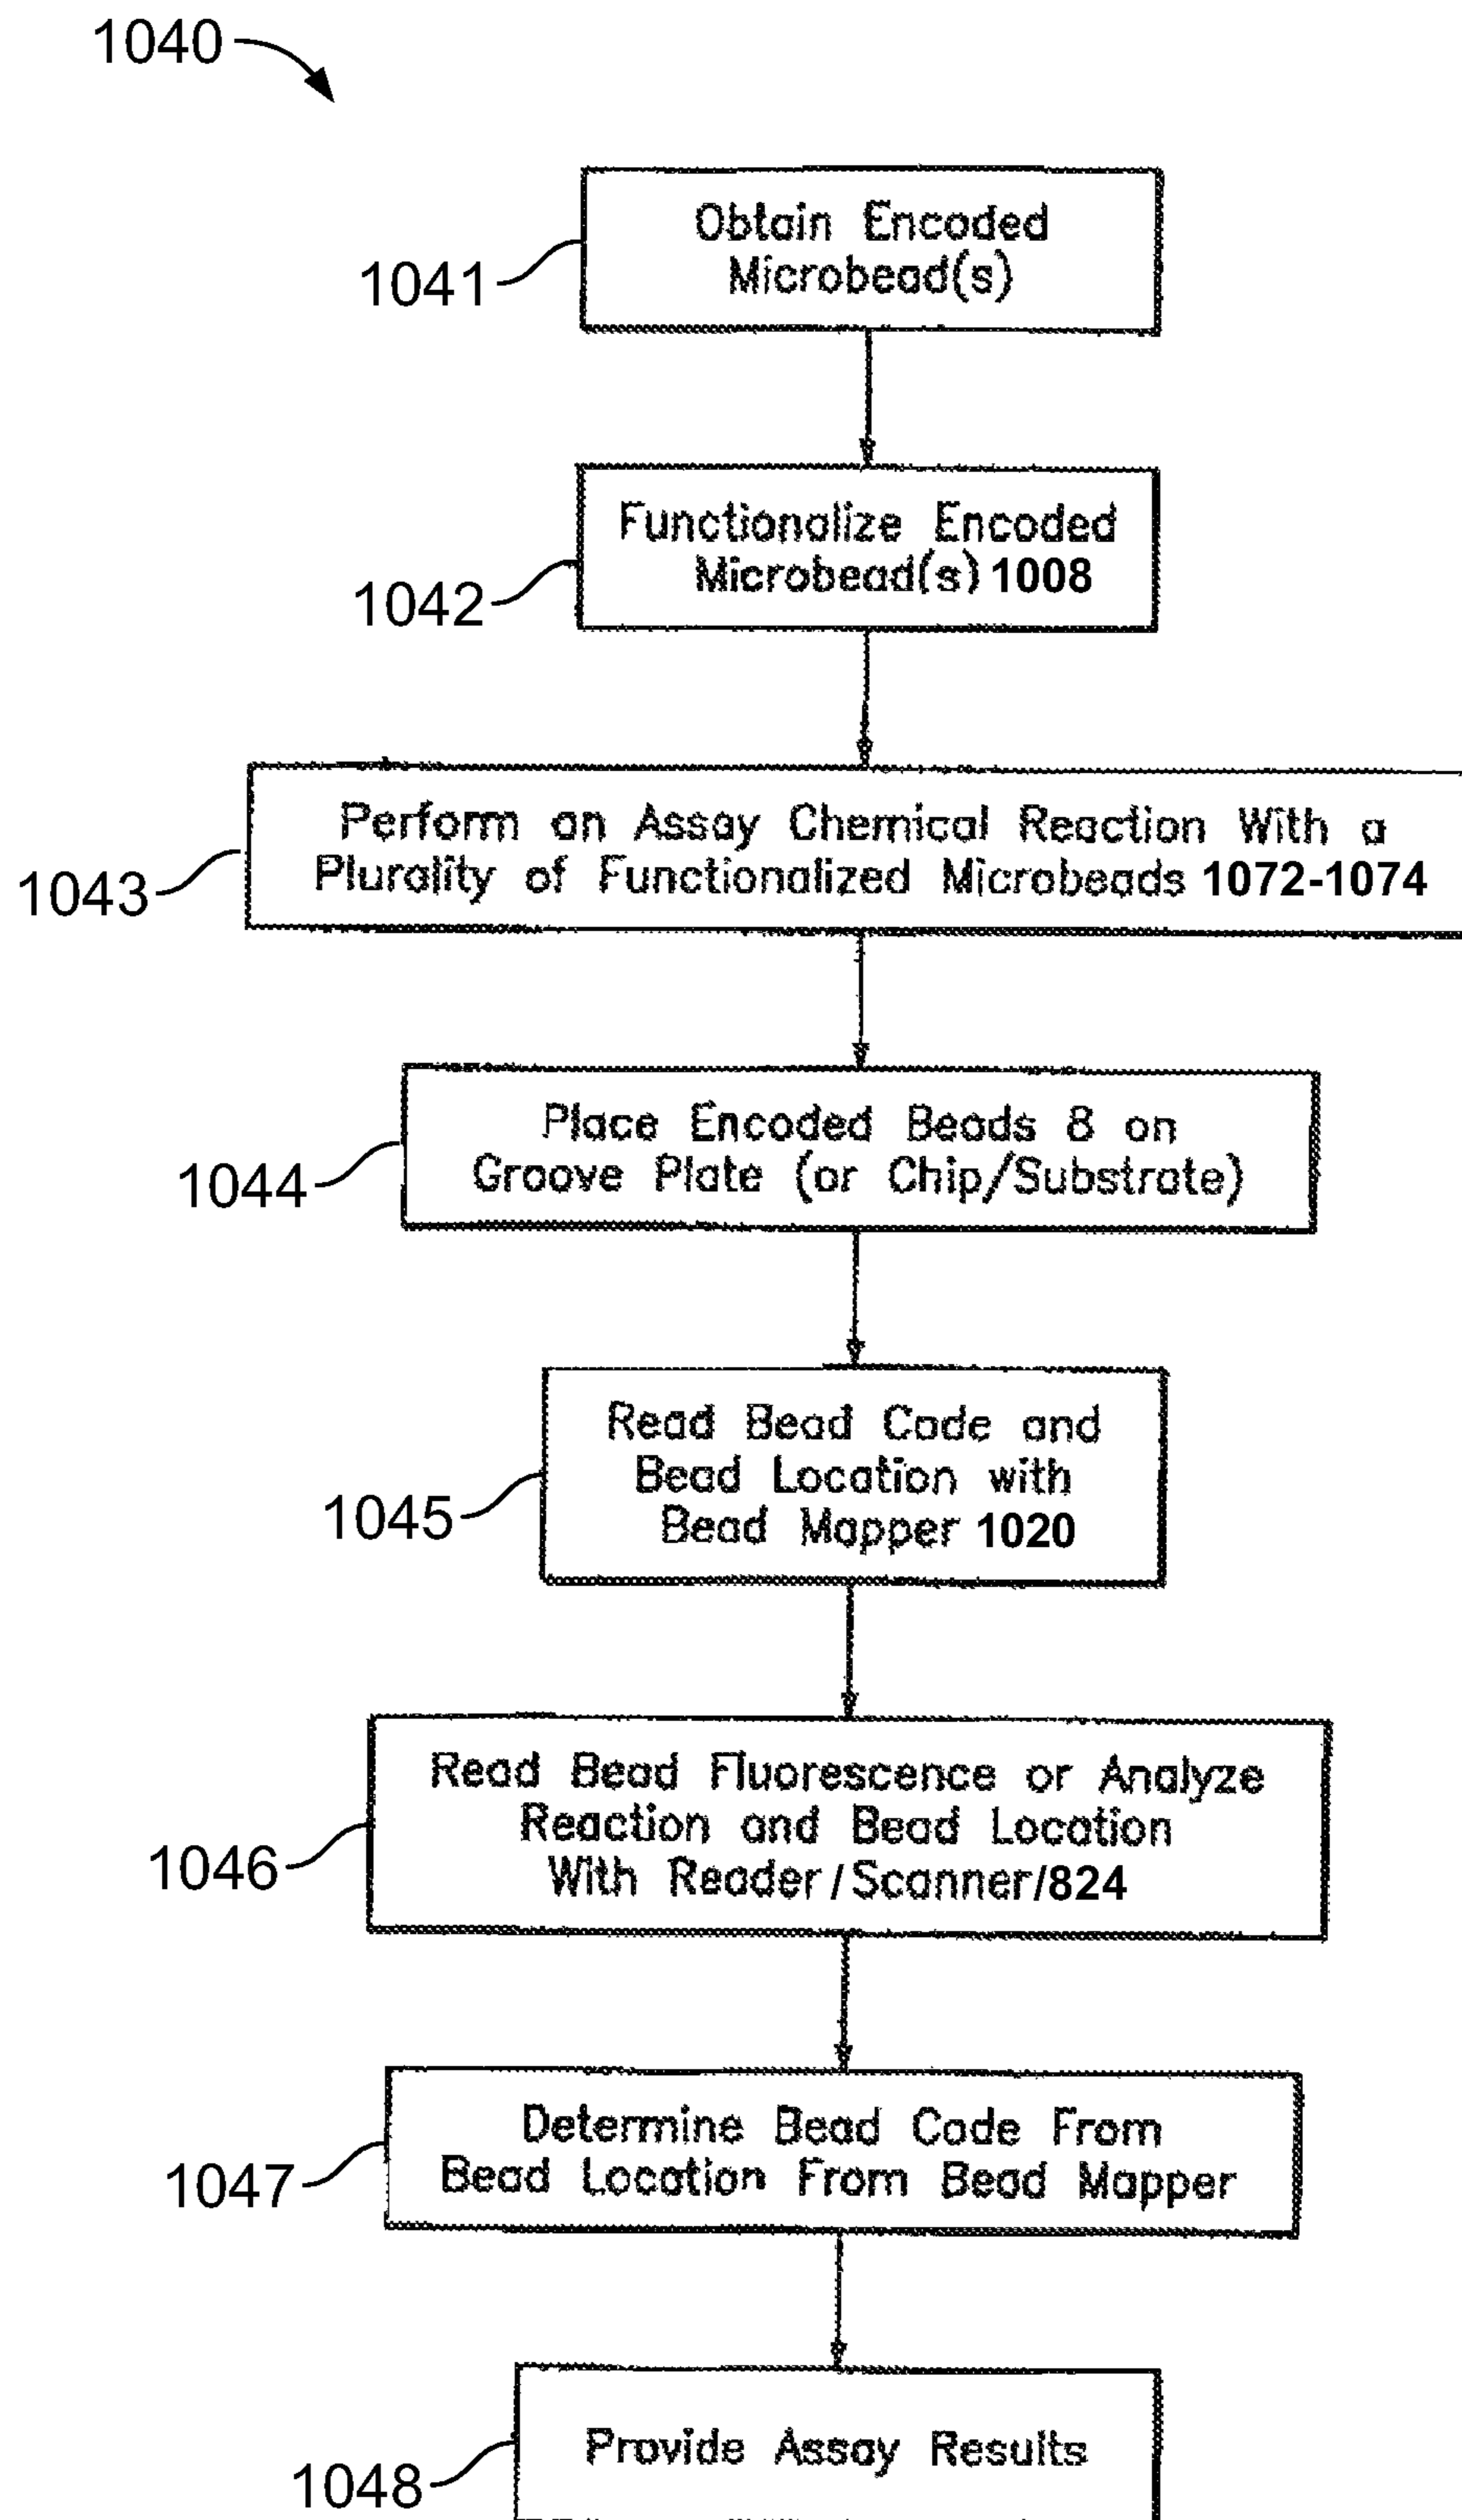 1040
Obtain Encoded
Microbead(s)
1041
Functionalize Encoded
Microbead(s) 1008
1042
Perform an Assay Chemical Reaction With a
Plurality of Functionalized Microbeads 1072-1074
1043
Place Encoded Beads 8 on
Groove Plate (or Chip/Substrate)
1044
Read Bead Code and
Bead Location with
Bead Mapper 1020
1045
Read Bead Fluorescence or Analyze
Reaction and Bead Location
With Reader/Scanner/824
1046
Determine Bead Code From
Bead Location From Bead Mapper
1047
Provide Assay Results
1048